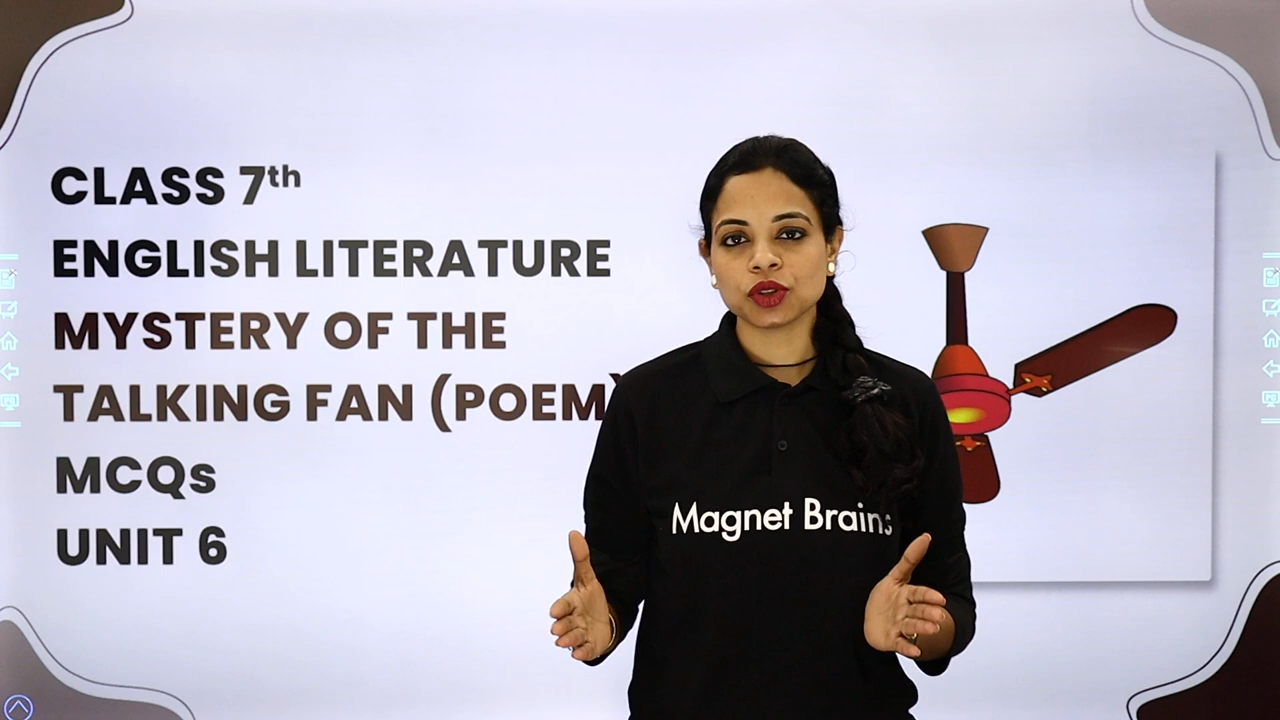 CLASS 7th
ENGLISH LITERATURE
MYSTERY OF THE
TALKING FAN (POEM)
MCQs
UNIT 6
Magnet Brains